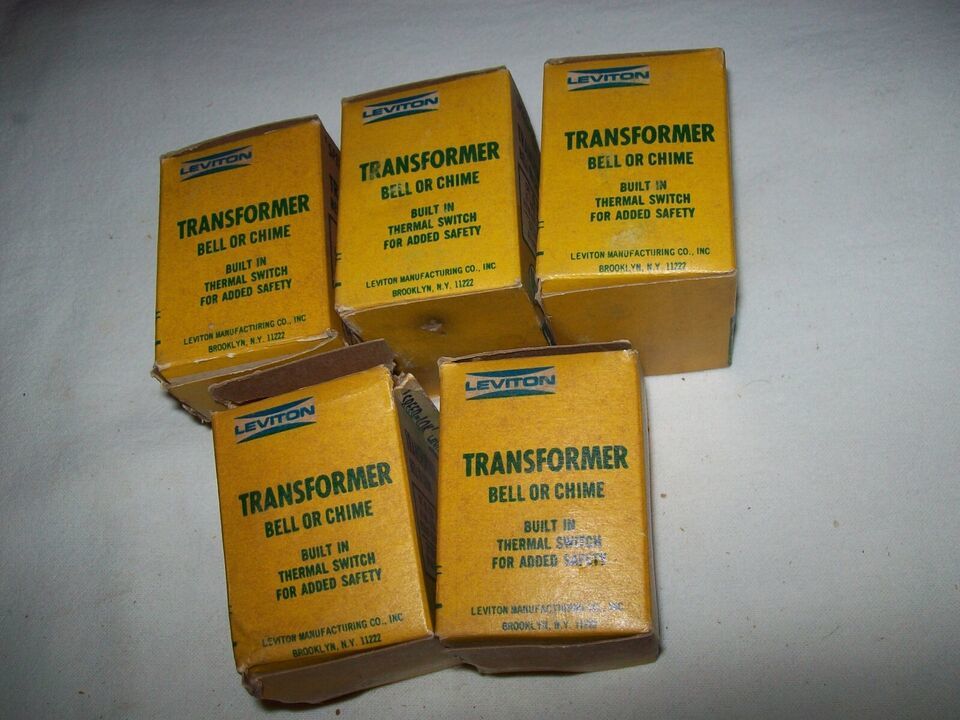 LEVITON
TRANSFORMER
BELL OR CHIME
BUILT IN
THERMAL SWITCH
FOR ADDED SAFETY
LEVITON MANUFACTURING CO., INC
BROOKLYN, N.Y. 11222
LEVITON
TRANSFORMER
BELL OR CHIME
BUILT IN
THERMAL SWITCH
FOR ADDED SAFETY
LEVITON MANUFACTURING CO., INC
BROOKLYN, N.Y. 11222
LEVITON
TRANSFORMER
BELL OR CHIME
BUILT IN
THERMAL SWITCH
FOR ADDED SAFETY
LEVITON MANUFACTURING CO., INC
BROOKLYN, N.Y. 11222
LEVITON
TRANSFORMER
BELL OR CHIME
BUILT IN
THERMAL SWITCH
FOR ADDED SAFETY
LEVITON MANUFACTURING CO., INC
BROOKLYN, N.Y. 11222
LEVITON
TRANSFORMER
BELL OR CHIME
BUILT IN
THERMAL SWITCH
FOR ADDED SAFETY
LEVITON MANUFACTURING CO., INC
BROOKLYN, N.Y. 11222